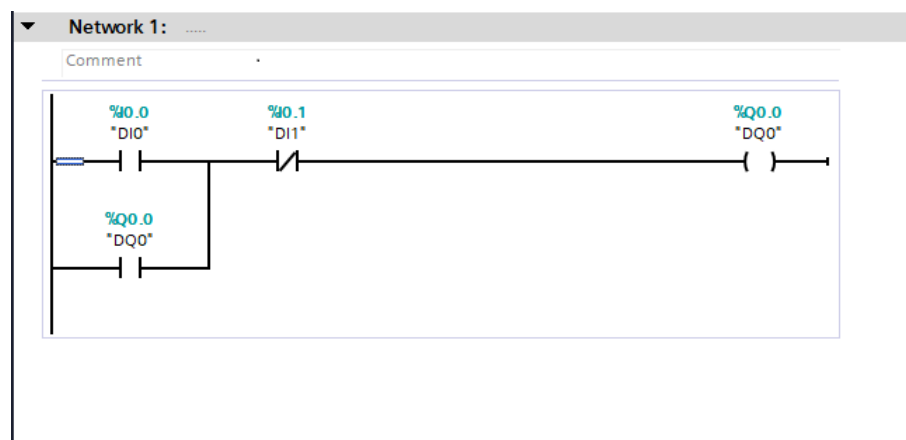 Network 1: .....
Comment
%I0.0
"DI0"
%I0.1
"DI1"
%Q0.0
"DQ0"
%Q0.0
"DQ0"